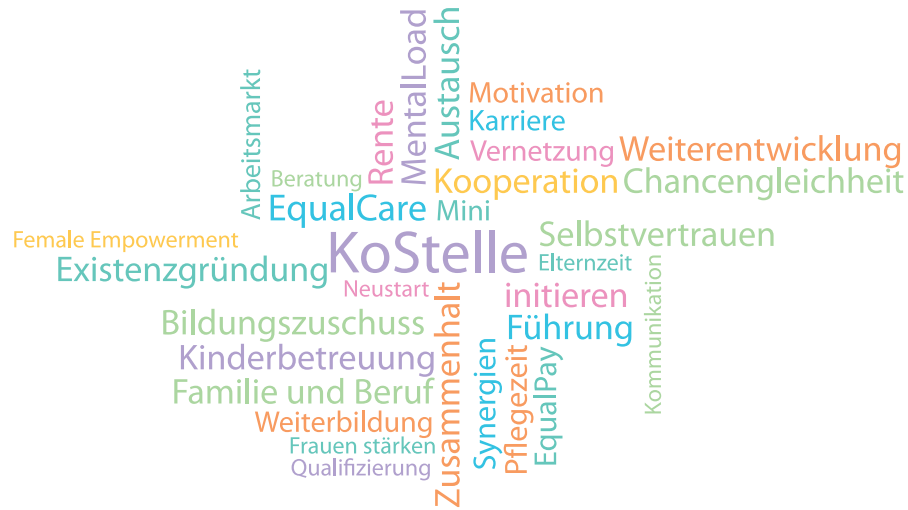 MentalLoad
Austausch
Arbeitsmarkt
Rente
Motivation
Karriere
Vernetzung
Weiterentwicklung
Beratung
Kooperation
Chancengleichheit
EqualCare
Mini
Female Empowerment
KoStelle
Selbstvertrauen
Existenzgründung
Elternzeit
Neustart
initieren
Kommunikation
Bildungszuschuss
Zusammenhalt
Führung
Kinderbetreuung
Synergien
Pflegezeit
EqualPay
Familie und Beruf
Weiterbildung
Frauen stärken
Qualifizierung